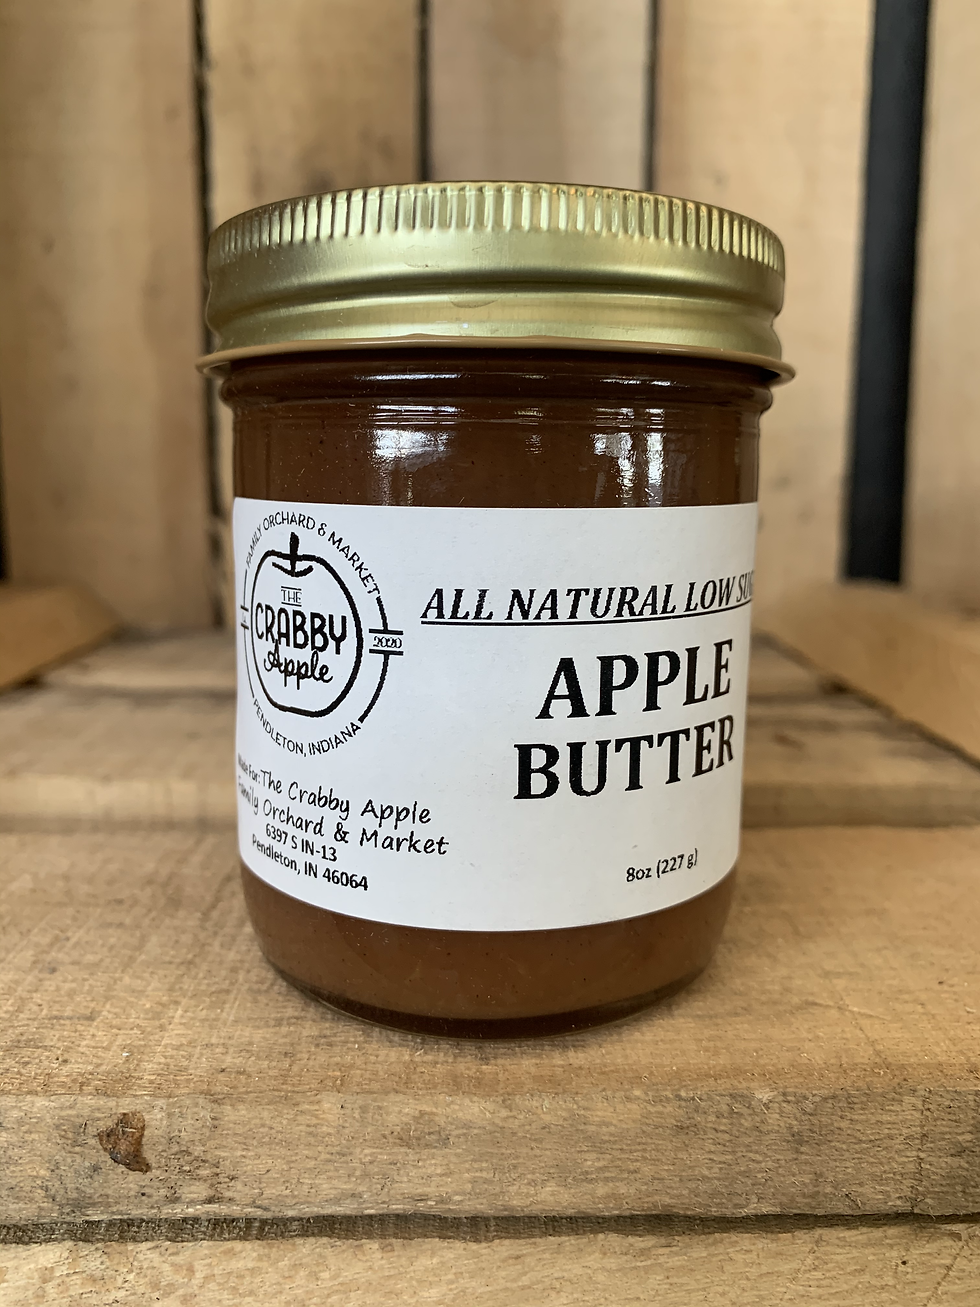 FAMILY ORCHARD & MARKET
THE
CRABBY
Apple
2020
PENDLETON, INDIANA
The Crabby Apple
Family Orchard & Market
6397 S IN-13
Pendleton, IN 46064
ALL NATURAL LOW
APPLE
BUTTER
8oz (227 g)